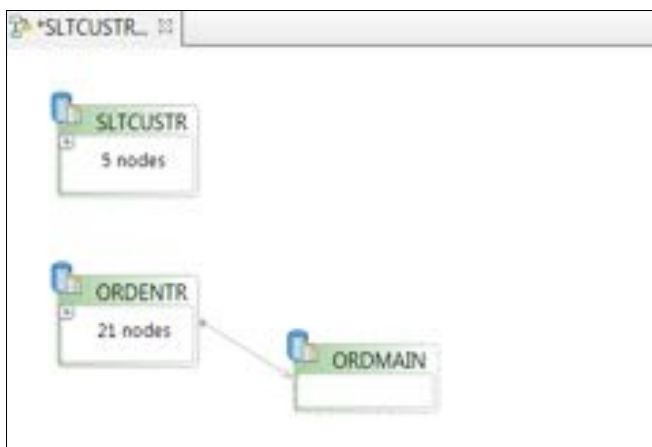 *SLTCUSTR...
SLTCUSTR
5 nodes
ORDENTR
21 nodes
ORDMAIN